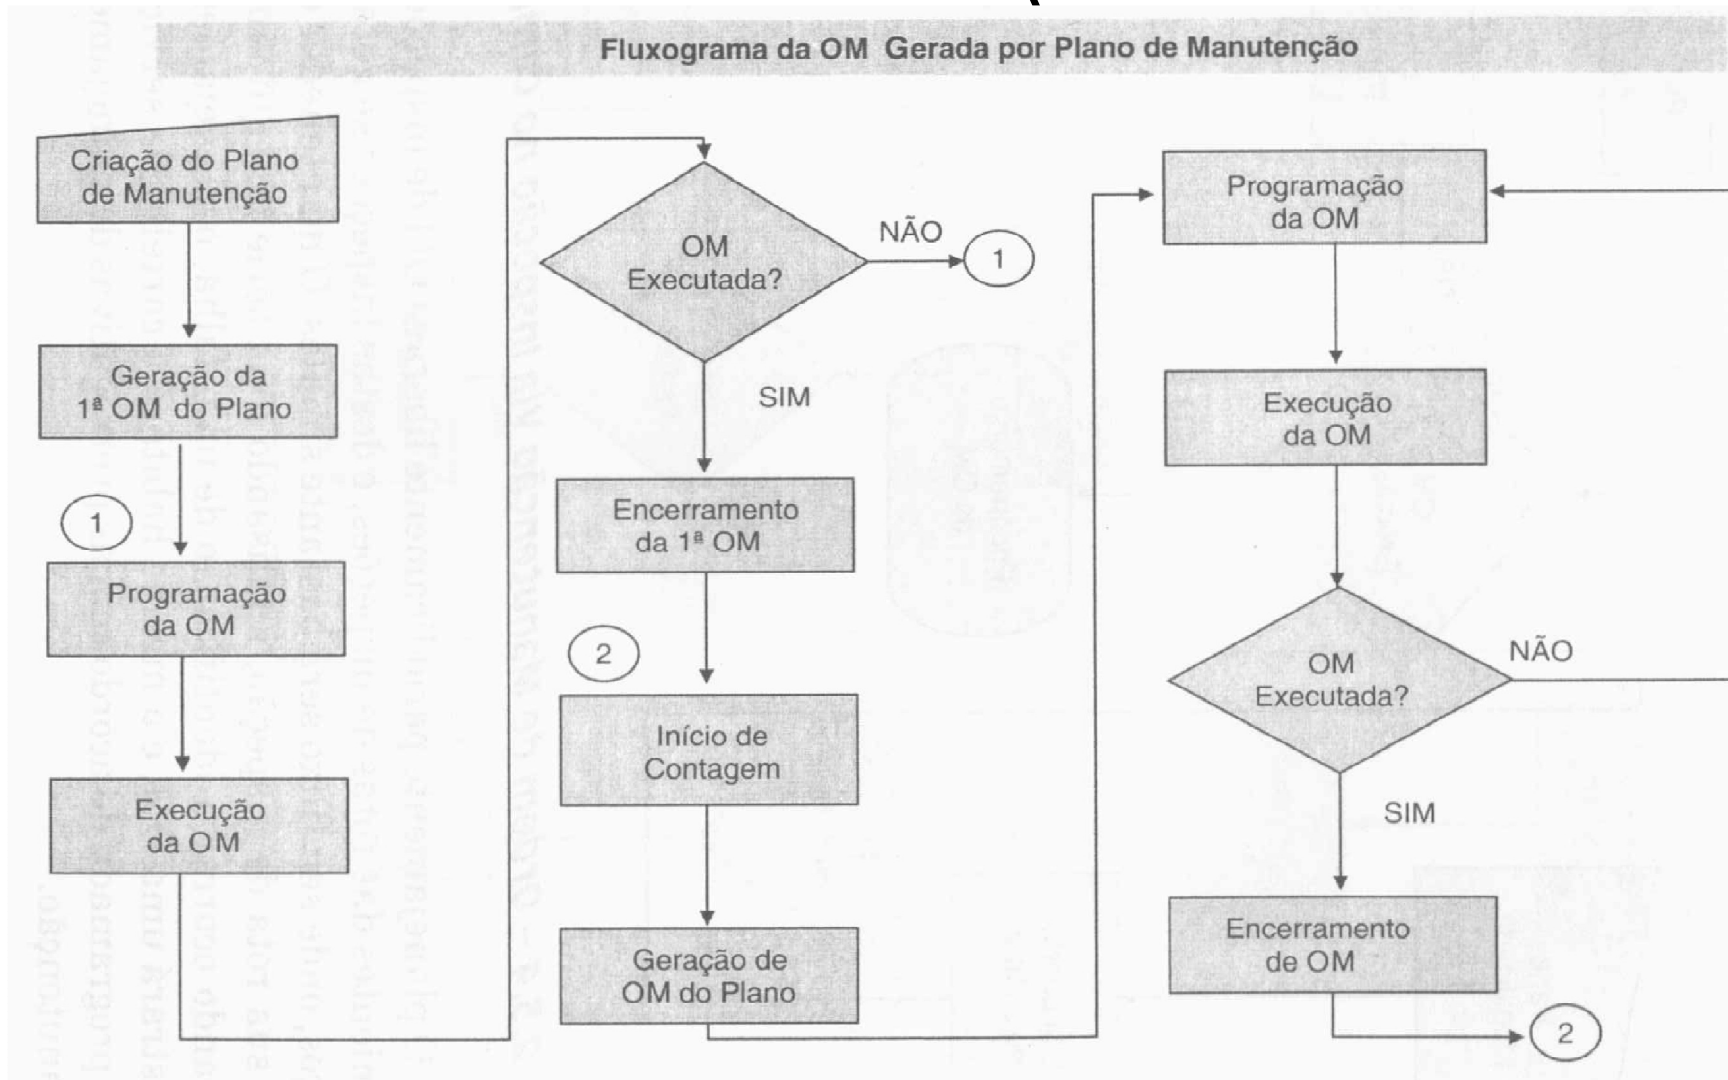 Fluxograma da OM Gerada por Plano de Manutenção
Criação do Plano
de Manutenção
Geração da
1ª OM do Plano
1
Programação
da OM
Execução
da OM
OM
Executada?
NÃO
1
SIM
Encerramento
da 1ª OM
2
Início de
Contagem
Geração de
OM do Plano
Programação
da OM
Execução
da OM
OM
Executada?
NÃO
SIM
Encerramento
de OM
2